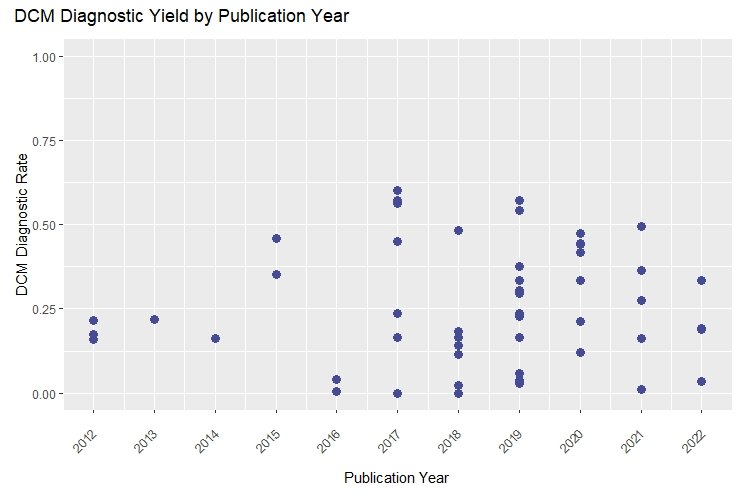 DCM Diagnostic Yield by Publication Year
1.00
0.75
0.50
0.25
0.00
DCM Diagnostic Rate
2012 2013 2014 2015 2016 2017 2018 2019 2020 2021 2022
Publication Year